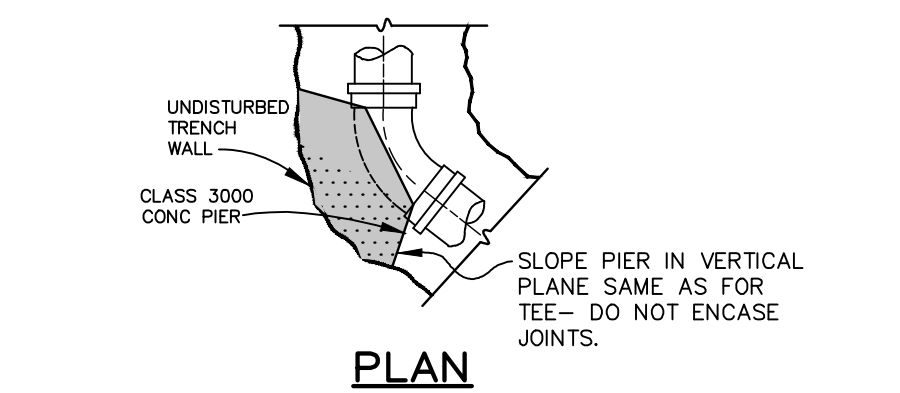 UNDISTURBED
TRENCH
WALL
CLASS 3000
CONC PIER
SLOPE PIER IN VERTICAL
PLANE SAME AS FOR
TEE– DO NOT ENCASE
JOINTS.
PLAN